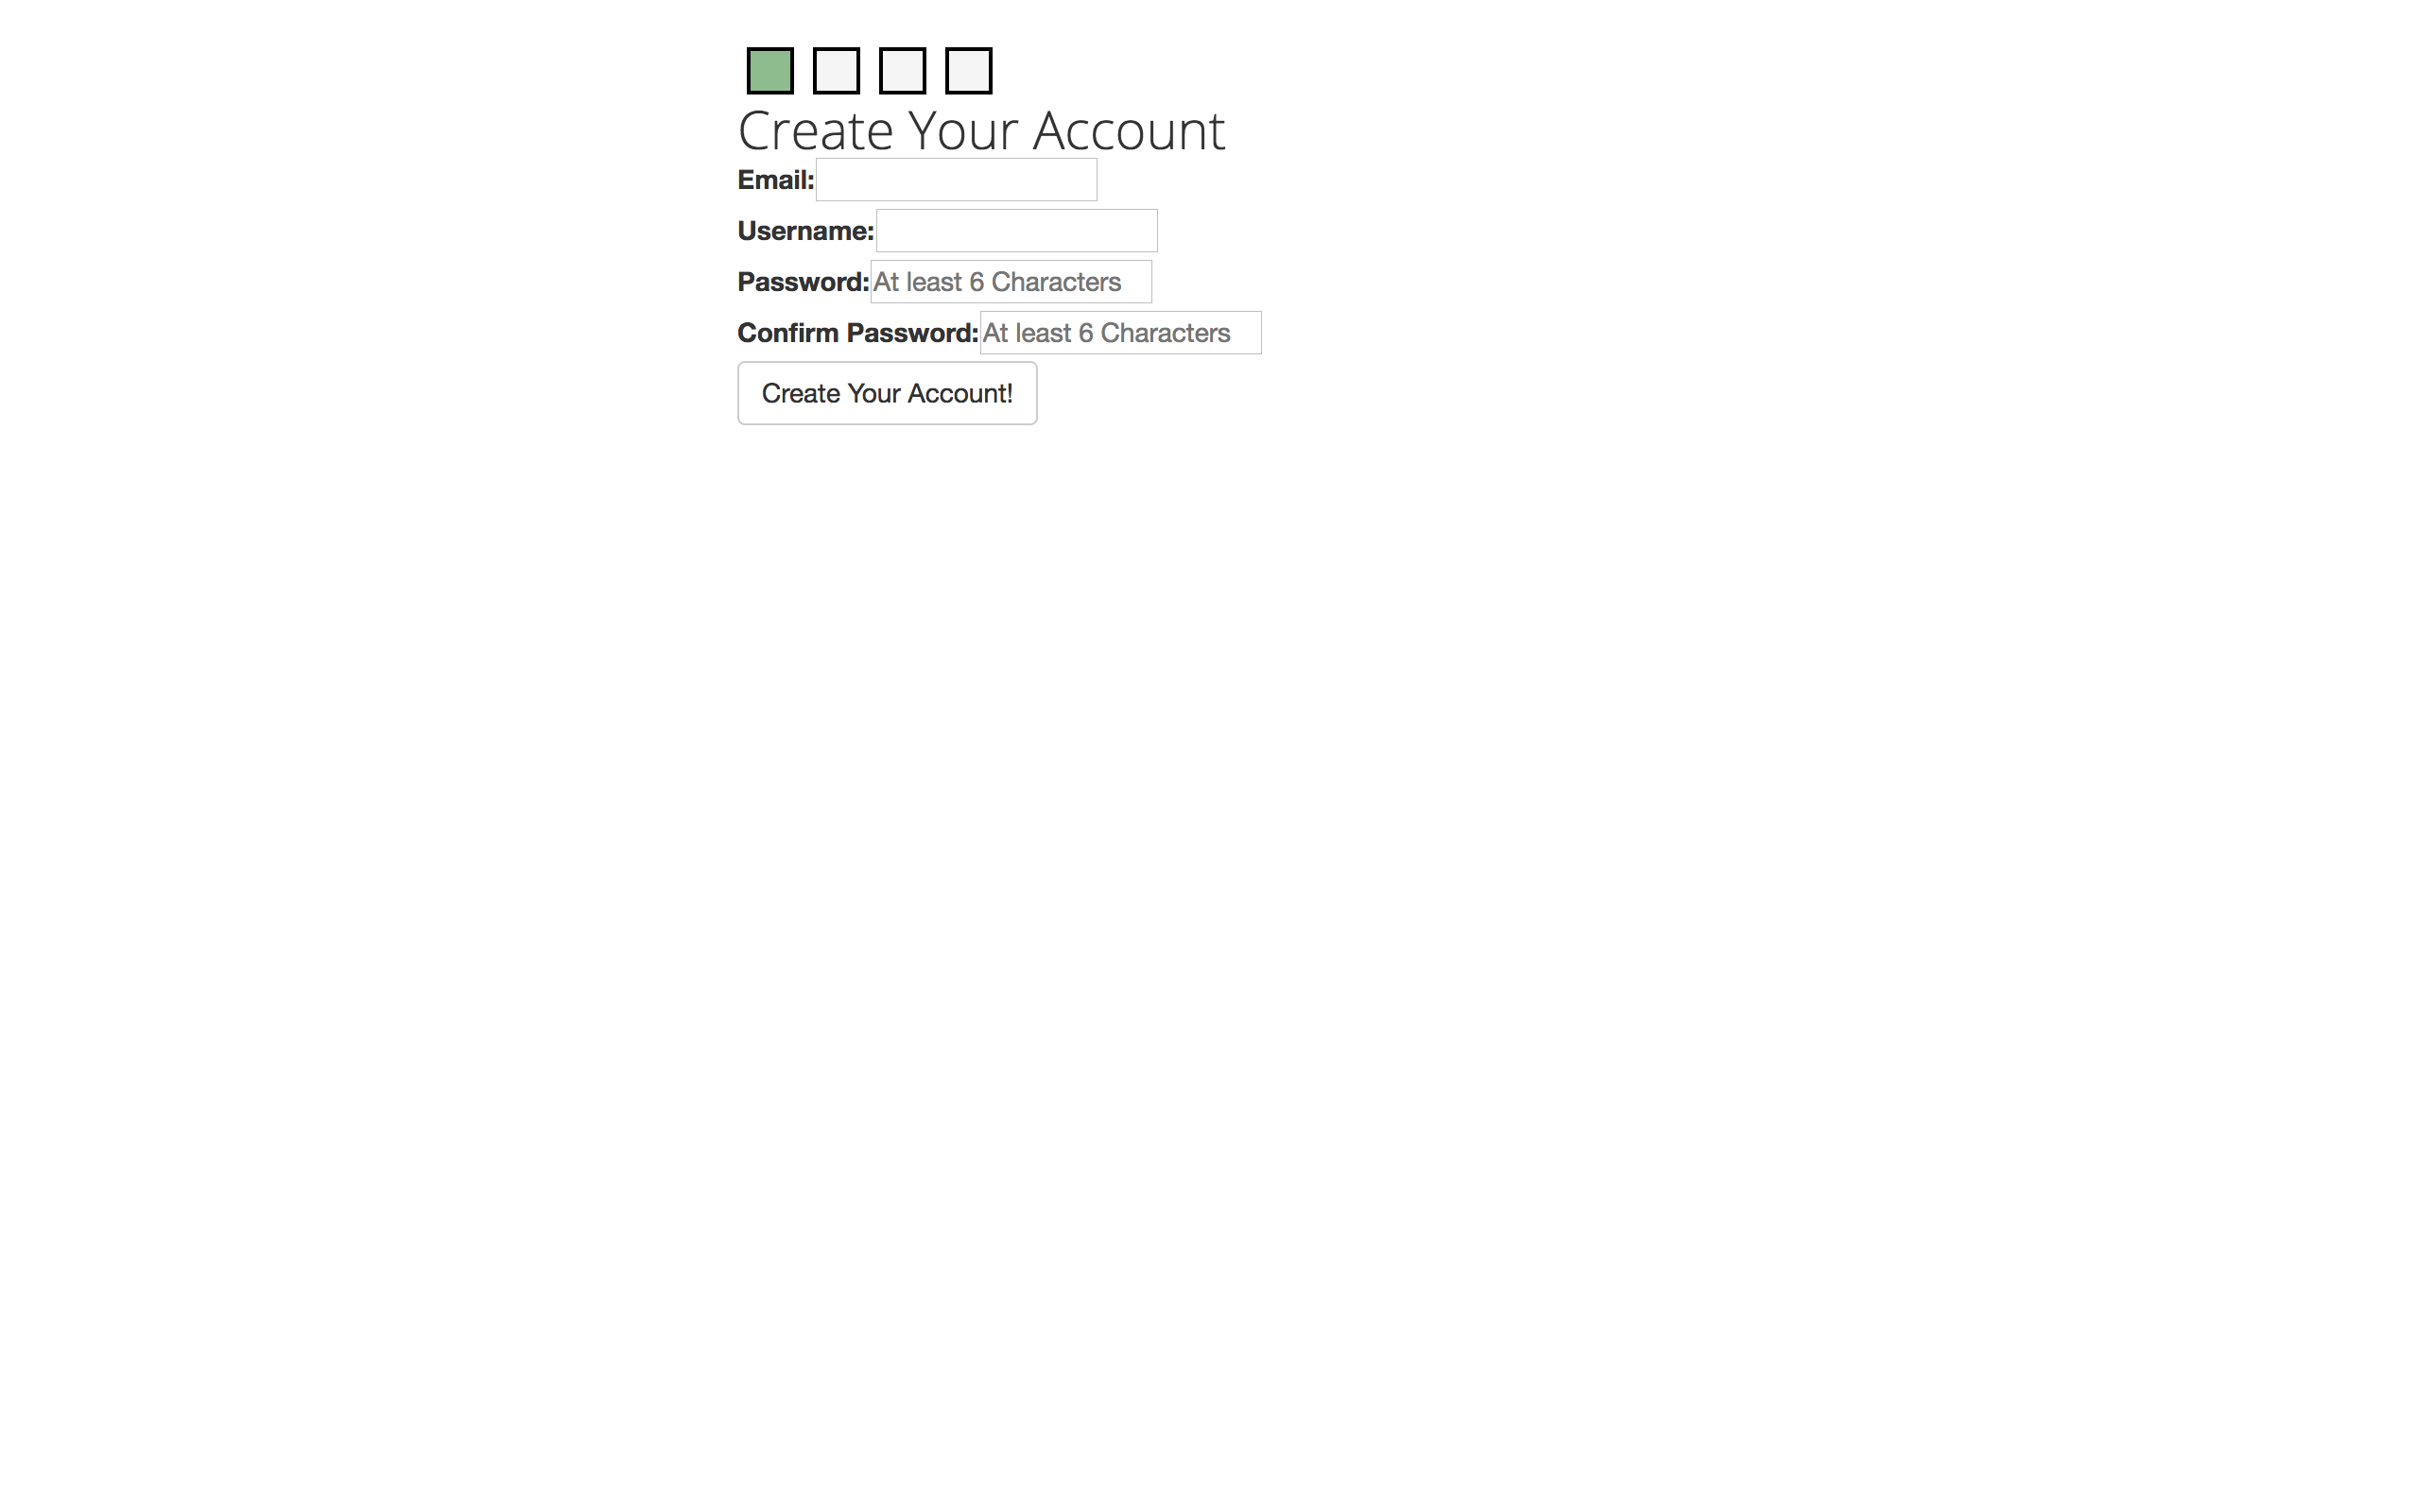 Create Your Account
Email:
Username:
Password: At least 6 Characters
Confirm Password: At least 6 Characters
Create Your Account!